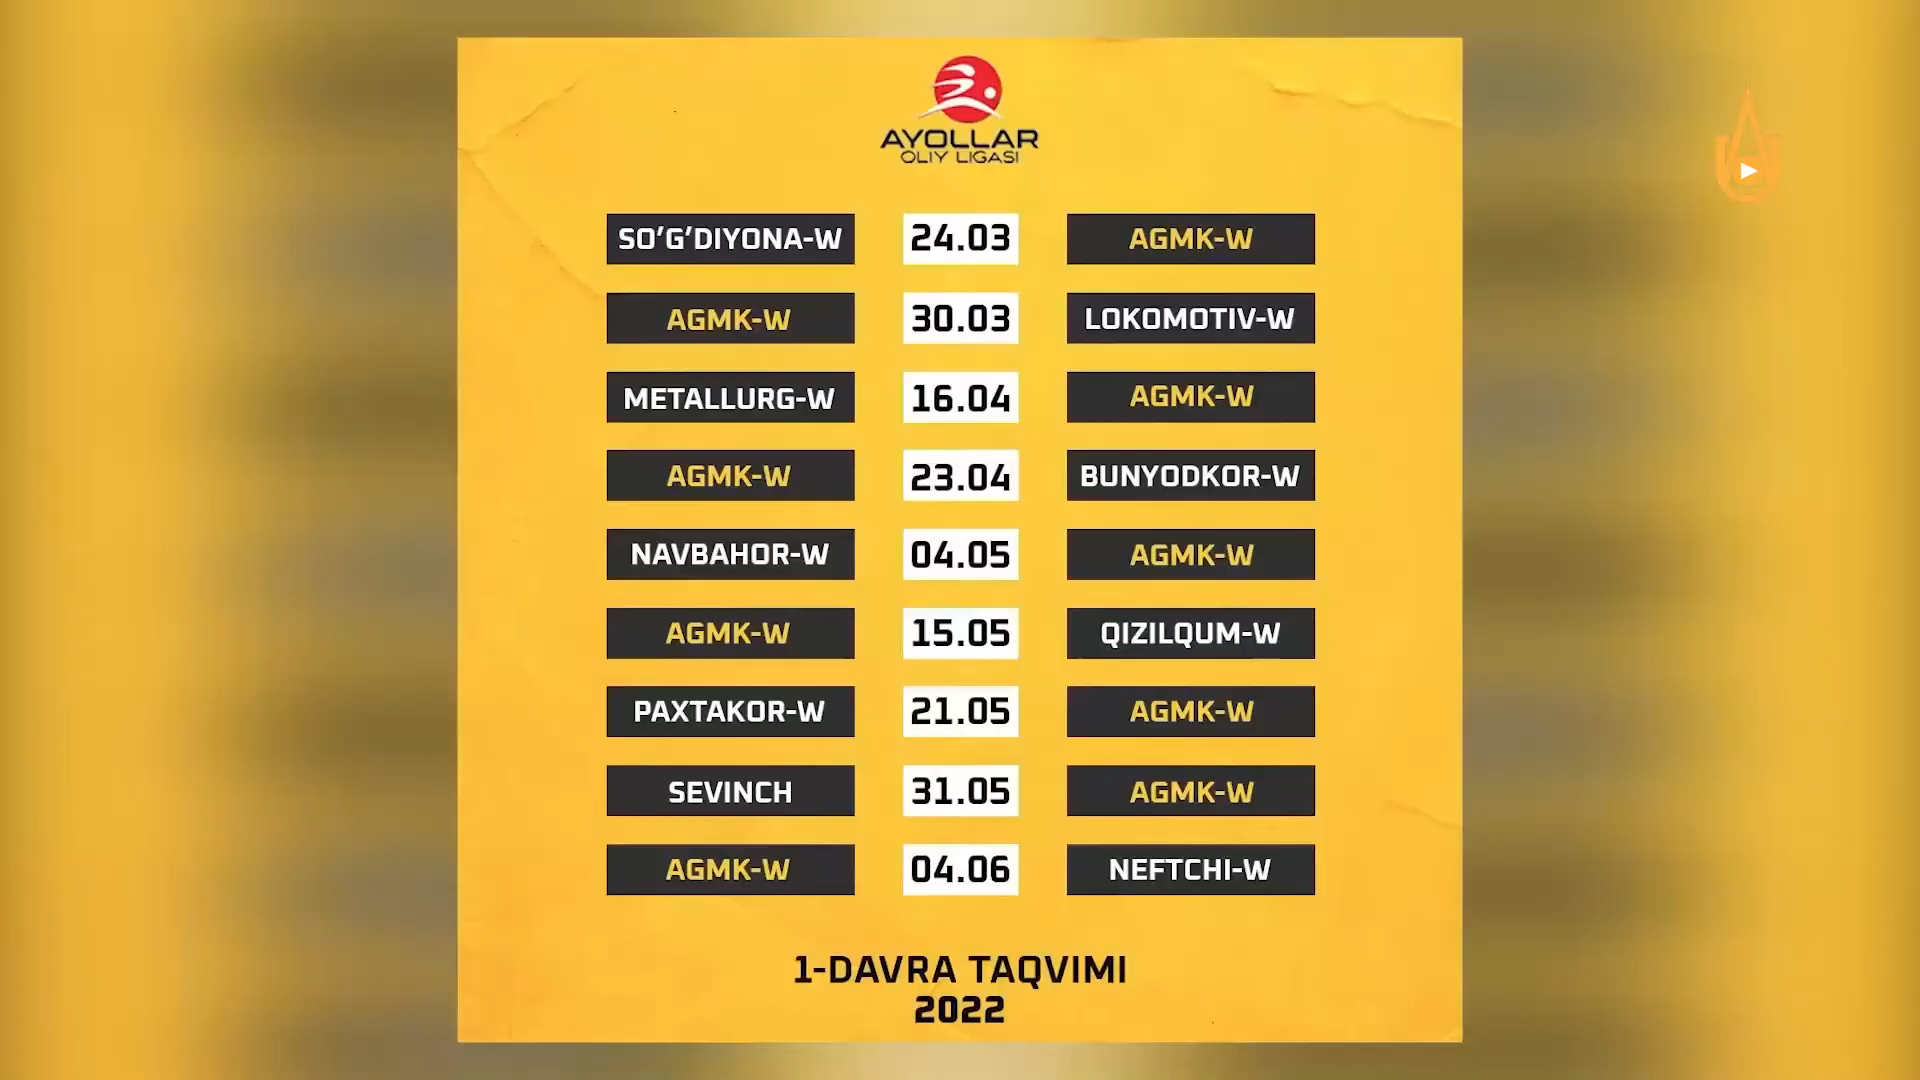 AYOLLAR
OLIY LIGASI
SO’G’DIYONA-W 24.03 AGMK-W
AGMK-W 30.03 LOKOMOTIV-W
METALLURG-W 16.04 AGMK-W
AGMK-W 23.04 BUNYODKOR-W
NAVBAHOR-W 04.05 AGMK-W
AGMK-W 15.05 QIZILQUM-W
PAXTAKOR-W 21.05 AGMK-W
SEVINCH 31.05 AGMK-W
AGMK-W 04.06 NEFTCHI-W
1-DAVRA TAQVIMI
2022